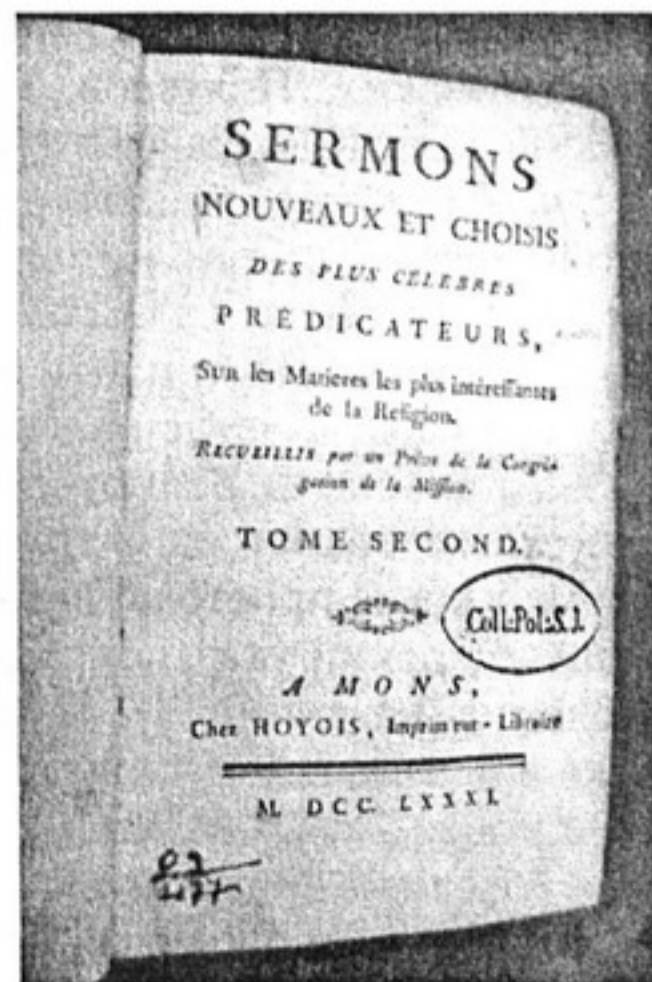 SERMONS
NOUVEAUX ET CHOISIS
DES PLUS CÉLEBRES
PRÉDICATEURS,
SUR les Matieres les plus intéressantes
de la Religion.
RECUEILLIS par un Prêtre de la Congré-
gation de la Mission.
TOME SECOND.
Coll:Pol:S.J.
A MONS,
Chez HOYOIS, Imprimeur-Libraire
M. DCC. LXXXI.